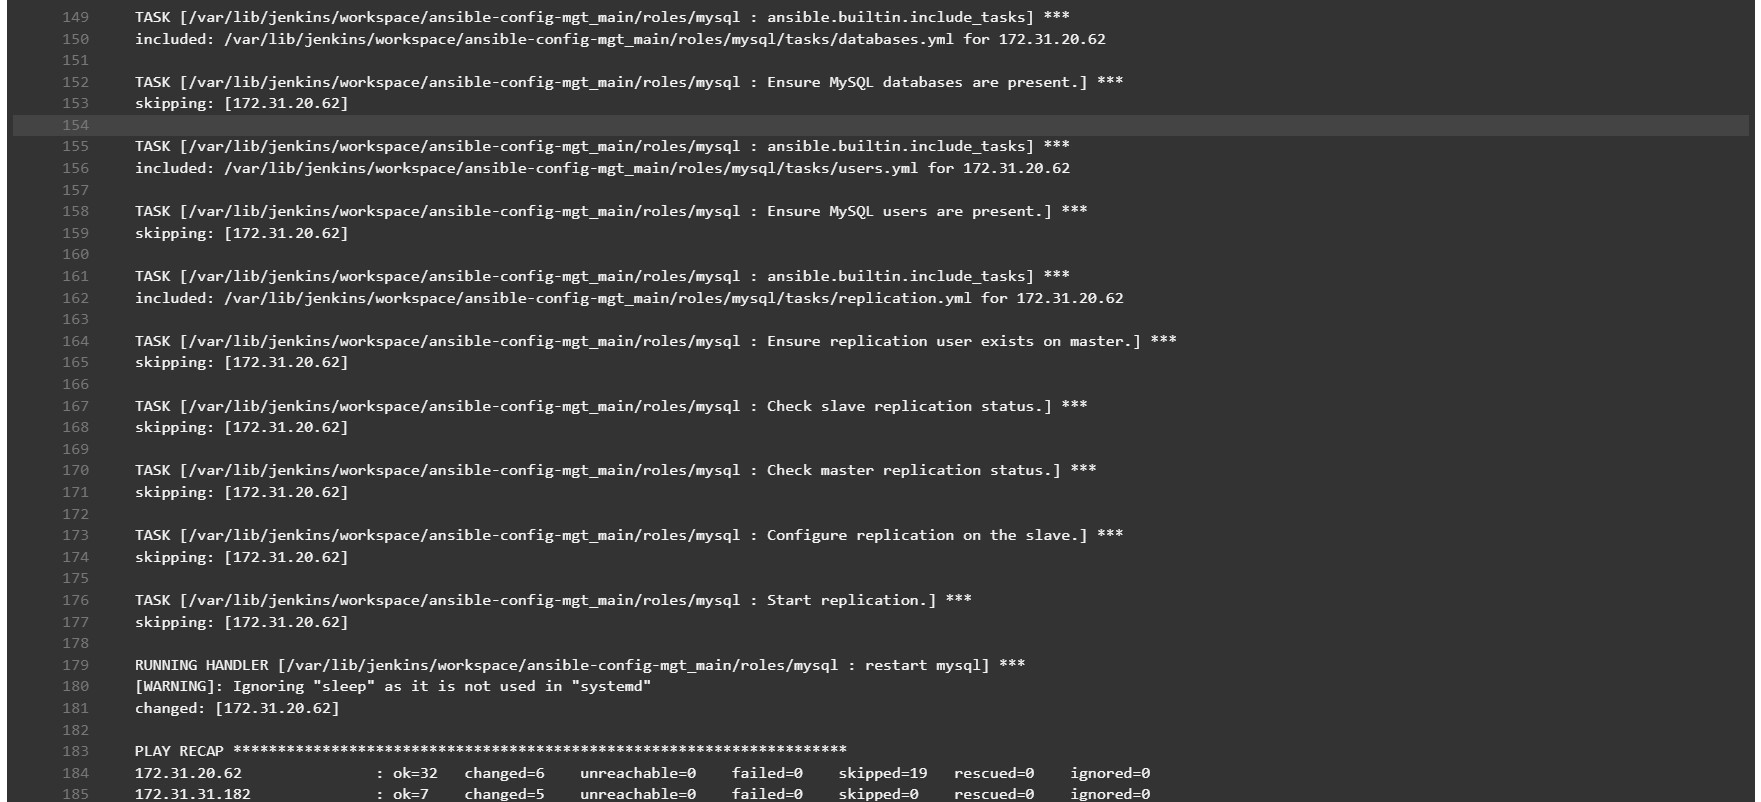 149 TASK [/var/lib/jenkins/workspace/ansible-config-mgt_main/roles/mysql : ansible.builtin.include_tasks] ***
150 included: /var/lib/jenkins/workspace/ansible-config-mgt_main/roles/mysql/tasks/databases.yml for 172.31.20.62
151
152 TASK [/var/lib/jenkins/workspace/ansible-config-mgt_main/roles/mysql : Ensure MySQL databases are present.] ***
153 skipping: [172.31.20.62]
154
155 TASK [/var/lib/jenkins/workspace/ansible-config-mgt_main/roles/mysql : ansible.builtin.include_tasks] ***
156 included: /var/lib/jenkins/workspace/ansible-config-mgt_main/roles/mysql/tasks/users.yml for 172.31.20.62
157
158 TASK [/var/lib/jenkins/workspace/ansible-config-mgt_main/roles/mysql : Ensure MySQL users are present.] ***
159 skipping: [172.31.20.62]
160
161 TASK [/var/lib/jenkins/workspace/ansible-config-mgt_main/roles/mysql : ansible.builtin.include_tasks] ***
162 included: /var/lib/jenkins/workspace/ansible-config-mgt_main/roles/mysql/tasks/replication.yml for 172.31.20.62
163
164 TASK [/var/lib/jenkins/workspace/ansible-config-mgt_main/roles/mysql : Ensure replication user exists on master.] ***
165 skipping: [172.31.20.62]
166
167 TASK [/var/lib/jenkins/workspace/ansible-config-mgt_main/roles/mysql : Check slave replication status.] ***
168 skipping: [172.31.20.62]
169
170 TASK [/var/lib/jenkins/workspace/ansible-config-mgt_main/roles/mysql : Check master replication status.] ***
171 skipping: [172.31.20.62]
172
173 TASK [/var/lib/jenkins/workspace/ansible-config-mgt_main/roles/mysql : Configure replication on the slave.] ***
174 skipping: [172.31.20.62]
175
176 TASK [/var/lib/jenkins/workspace/ansible-config-mgt_main/roles/mysql : Start replication.] ***
177 skipping: [172.31.20.62]
178
179 RUNNING HANDLER [/var/lib/jenkins/workspace/ansible-config-mgt_main/roles/mysql : restart mysql] ***
180 [WARNING]: Ignoring "sleep" as it is not used in "systemd"
181 changed: [172.31.20.62]
182
183 PLAY RECAP *********************************************************************
184 172.31.20.62 : ok=32 changed=6 unreachable=0 failed=0 skipped=19 rescued=0 ignored=0
185 172.31.31.182 : ok=7 changed=5 unreachable=0 failed=0 skipped=0 rescued=0 ignored=0